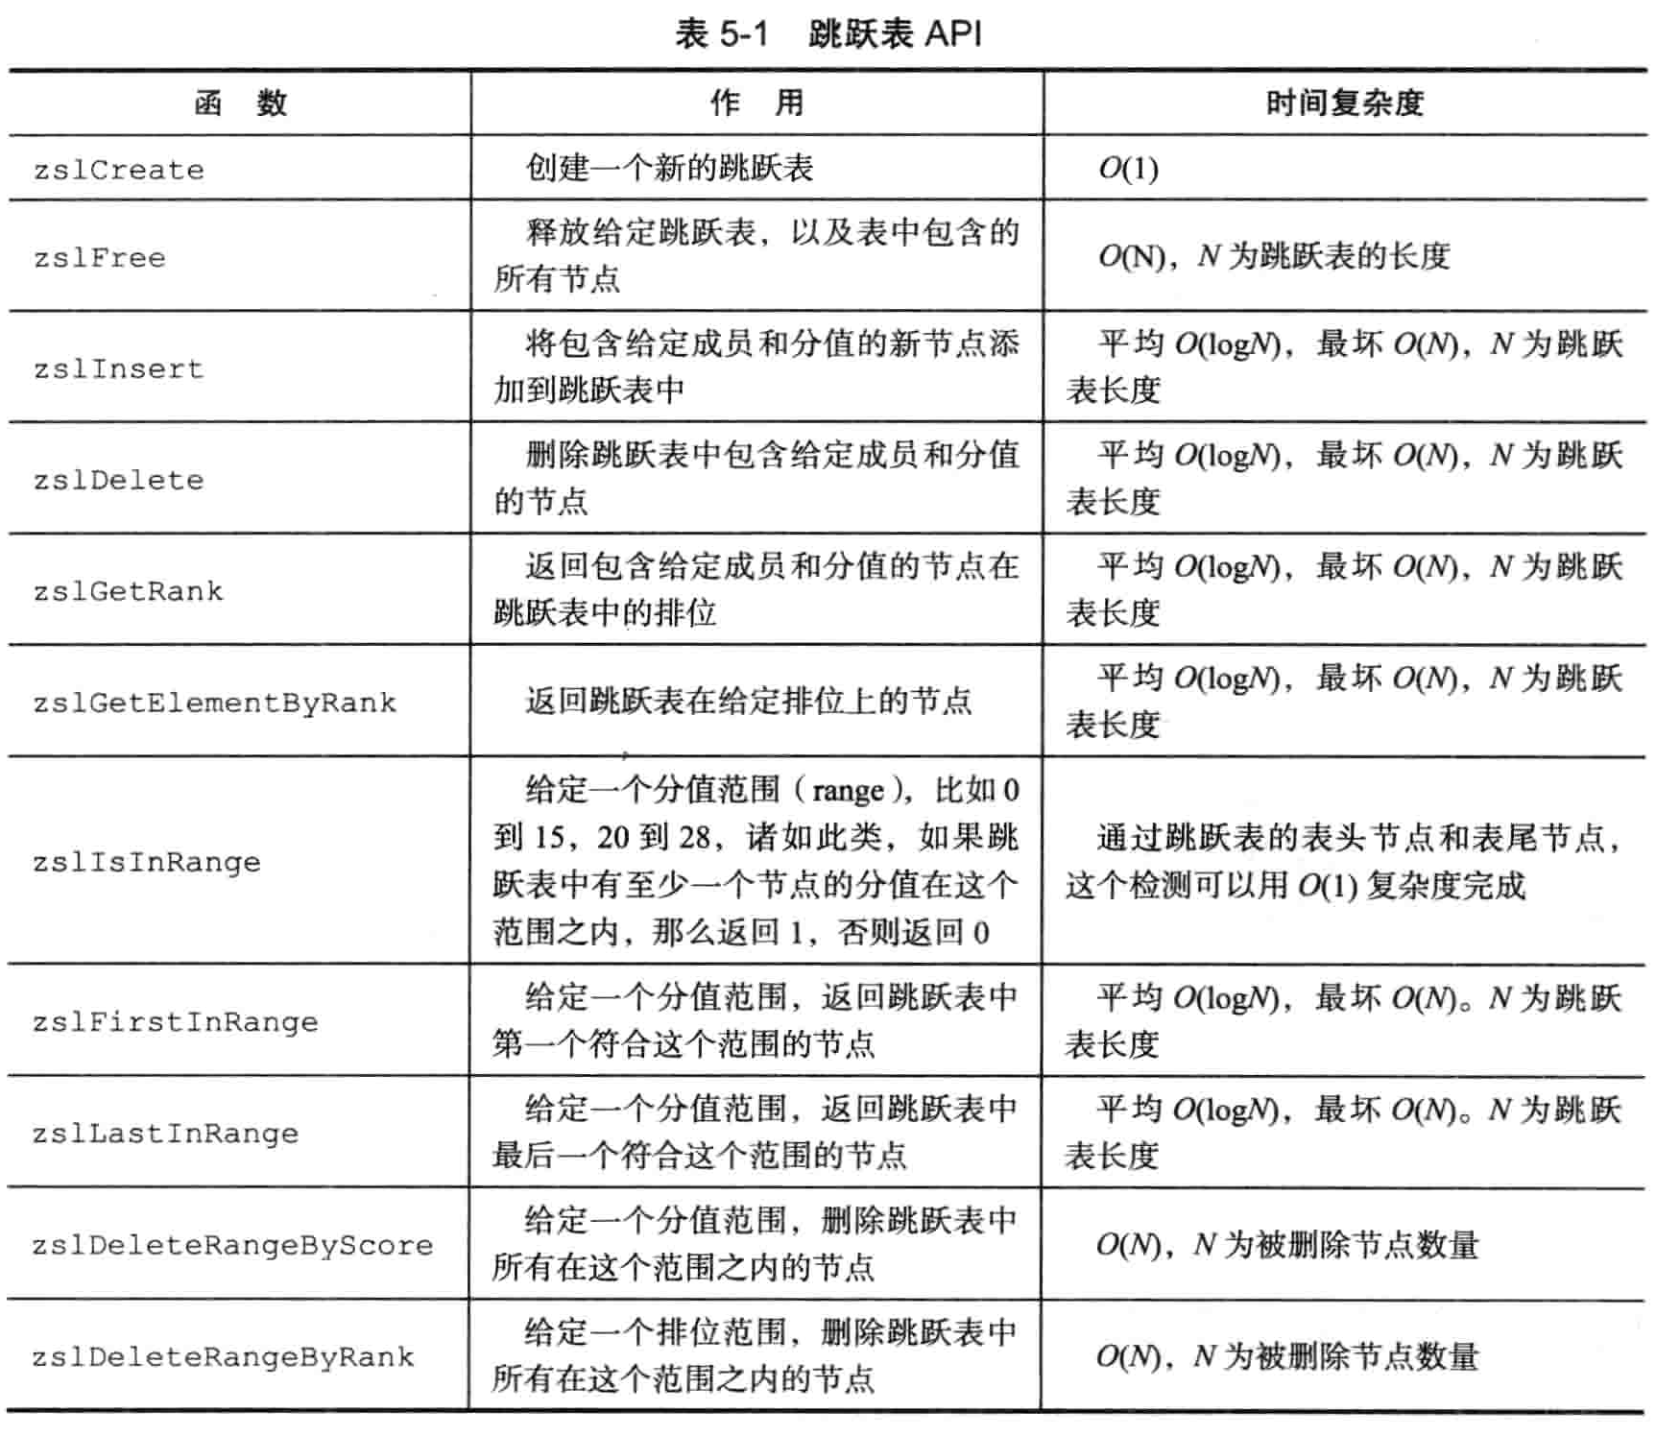 表 5-1 跳跃表 API
函 数 作 用 时间复杂度
zslCreate 创建一个新的跳跃表 O(1)
zslFree
释放给定跳跃表，以及表中包含的
所有节点
O(N)，N 为跳跃表的长度
zslInsert
将包含给定成员和分值的新节点添
加到跳跃表中
平均 O(logN)，最坏 O(N)，N 为跳跃
表长度
zslDelete
删除跳跃表中包含给定成员和分值
的节点
平均 O(logN)，最坏 O(N)，N 为跳跃
表长度
zslGetRank
返回包含给定成员和分值的节点在
跳跃表中的排位
平均 O(logN)，最坏 O(N)，N 为跳跃
表长度
zslGetElementByRank
返回跳跃表在给定排位上的节点
平均 O(logN)，最坏 O(N)，N 为跳跃
表长度
zslIsInRange
给定一个分值范围（range），比如 0
到 15，20 到 28，诸如此类，如果跳
跃表中有至少一个节点的分值在这个
范围之内，那么返回 1，否则返回 0
通过跳跃表的表头节点和表尾节点，
这个检测可以用 O(1) 复杂度完成
zslFirstInRange
给定一个分值范围，返回跳跃表中
第一个符合这个范围的节点
平均 O(logN)，最坏 O(N)。N 为跳跃
表长度
zslLastInRange
给定一个分值范围，返回跳跃表中
最后一个符合这个范围的节点
平均 O(logN)，最坏 O(N)。N 为跳跃
表长度
zslDeleteRangeByScore
给定一个分值范围，删除跳跃表中
所有在这个范围之内的节点
O(N)，N 为被删除节点数量
zslDeleteRangeByRank
给定一个排位范围，删除跳跃表中
所有在这个范围之内的节点
O(N)，N 为被删除节点数量